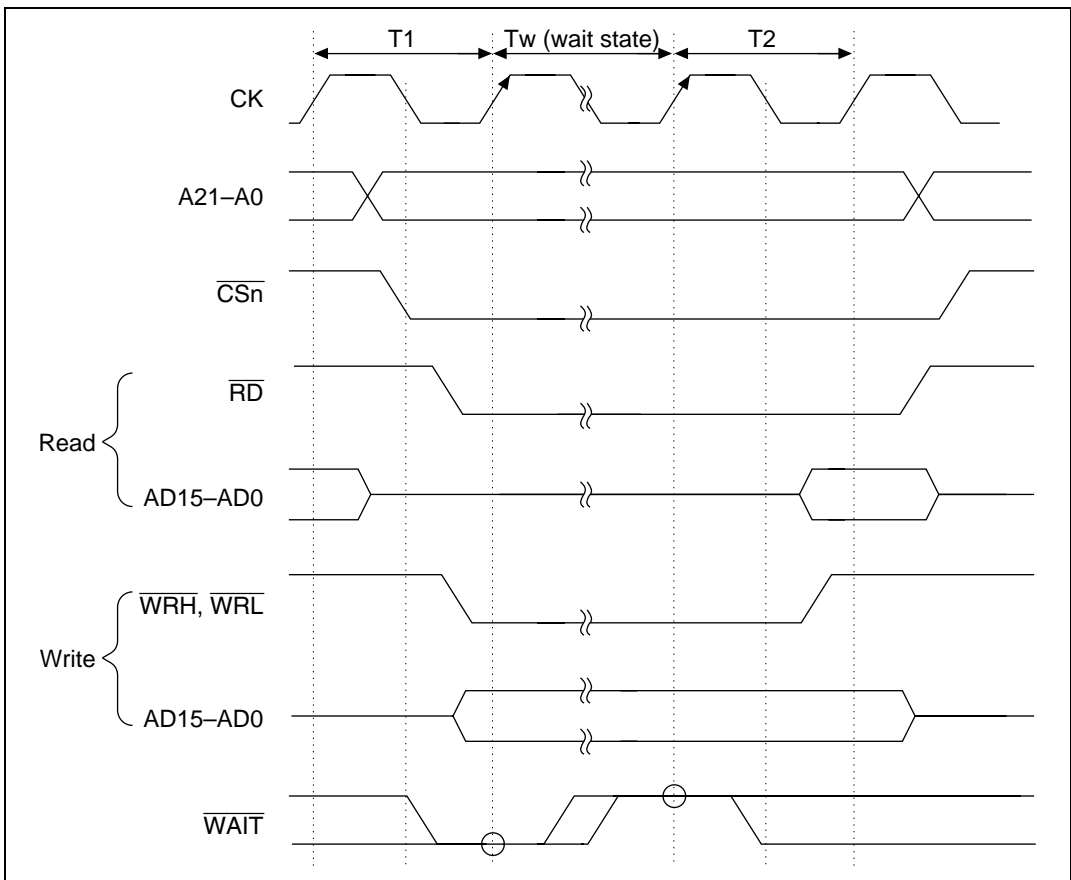 T1 Tw (wait state) T2
CK
A21–A0
CSn
RD
Read
AD15–AD0
WRH, WRL
Write
AD15–AD0
WAIT